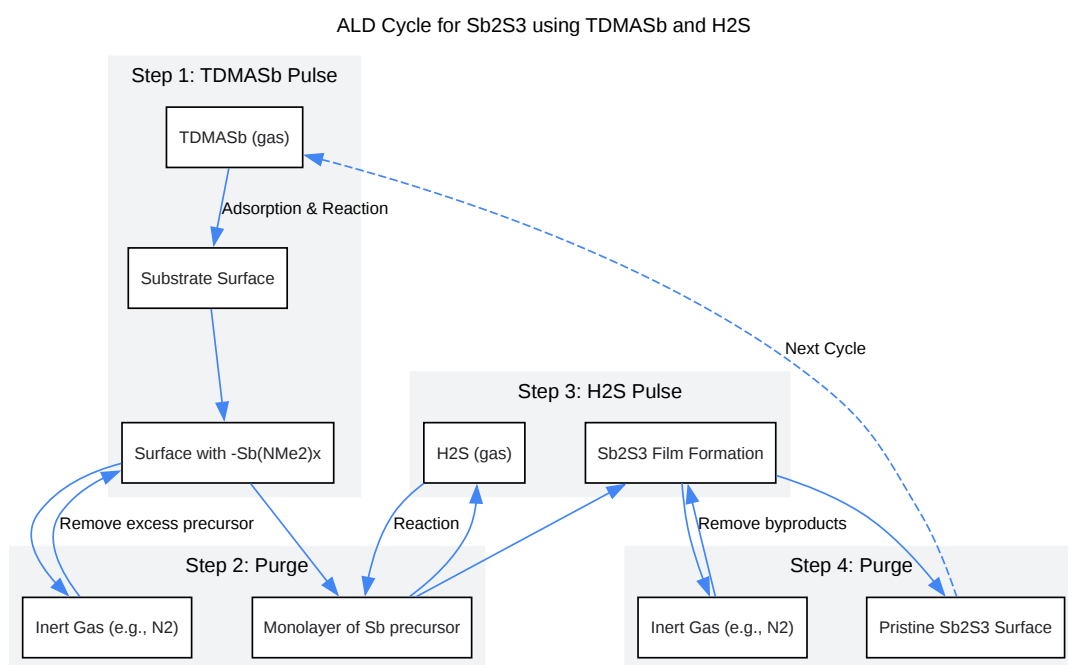 ALD Cycle for Sb2S3 using TDMASb and H2S
Step 1: TDMASb Pulse
TDMASb (gas)
Adsorption & Reaction
Substrate Surface
Next Cycle
Step 3: H2S Pulse
Surface with -Sb(NMe2)x
H2S (gas)
Sb2S3 Film Formation
Remove excess precursor
Reaction
Remove byproducts
Step 2: Purge
Step 4: Purge
Inert Gas (e.g., N2)
Monolayer of Sb precursor
Inert Gas (e.g., N2)
Pristine Sb2S3 Surface